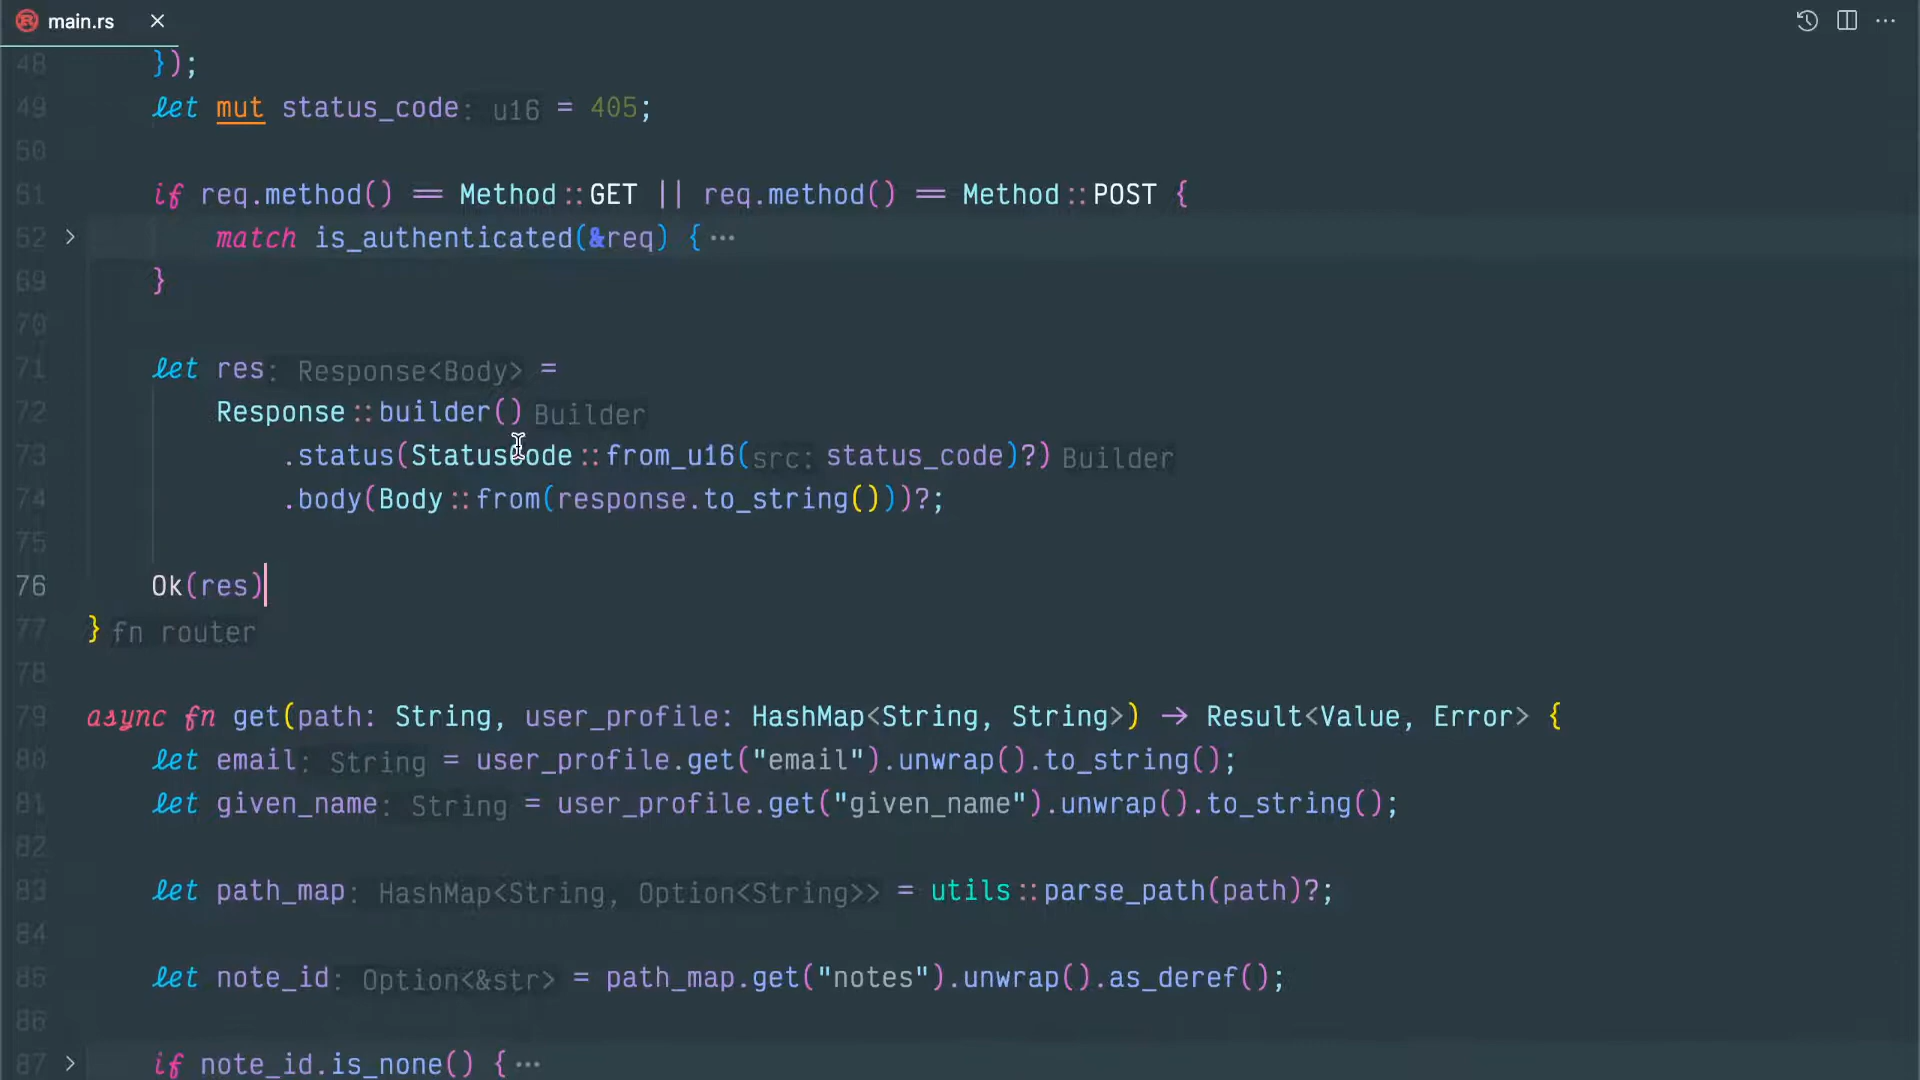 main.rs
48 });
49 let mut status_code: u16 = 405;
50
51 if req.method() == Method::GET || req.method() == Method::POST {
52 match is_authenticated(&req) { ⋯
69 }
70
71 let res: Response<Body> =
72 Response::builder() Builder
73 .status(StatusCode::from_u16(src: status_code)?) Builder
74 .body(Body::from(response.to_string()))?;
75
76 Ok(res)
77 } fn router
78
79 async fn get(path: String, user_profile: HashMap<String, String>) -> Result<Value, Error> {
80 let email: String = user_profile.get("email").unwrap().to_string();
81 let given_name: String = user_profile.get("given_name").unwrap().to_string();
82
83 let path_map: HashMap<String, Option<String>> = utils::parse_path(path)?;
84
85 let note_id: Option<&str> = path_map.get("notes").unwrap().as_deref();
86
87 if note_id.is_none() { ⋯